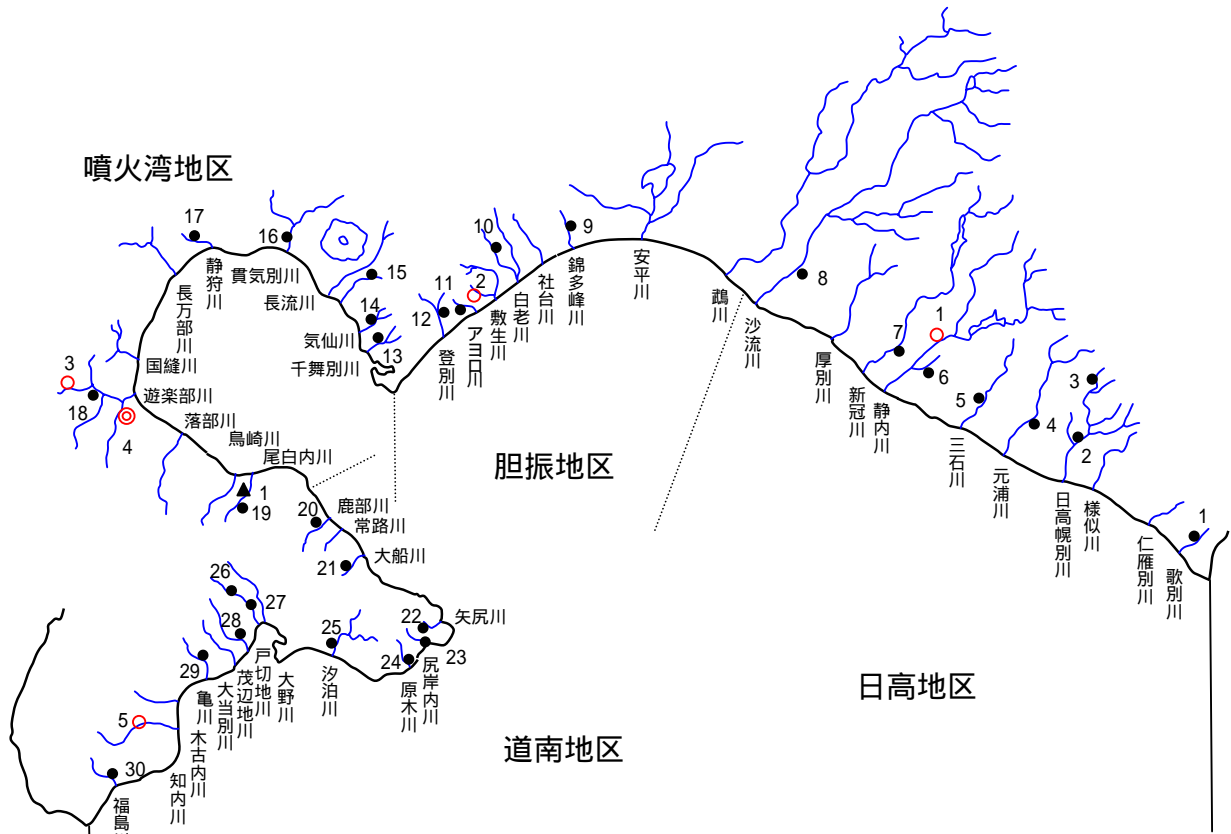 噴火湾地区
17
静狩川
16
貫気別川
長万部川
15
長流川
14
気仙川
13
千舞別川
国縫川
3
遊楽部川
18
4
落部川
鳥崎川
尾白内川
1
19
20
鹿部川
常路川
21
大船川
胆振地区
12
登別川
11
アヨロ川
2
敷生川
10
白老川
社台川
9
錦多峰川
安平川
鵡川
沙流川
8
厚別川
7
新冠川
1
静内川
6
5
三石川
4
元浦川
3
2
日高幌別川
様似川
仁雁別川
1
歌別川
日高地区
矢尻川
22
23
尻岸内川
24
原木川
25
汐泊川
大野川
26
27
戸切地川
28
茂辺地川
大当別川
29
亀川
木古内川
5
知内川
30
福島
道南地区